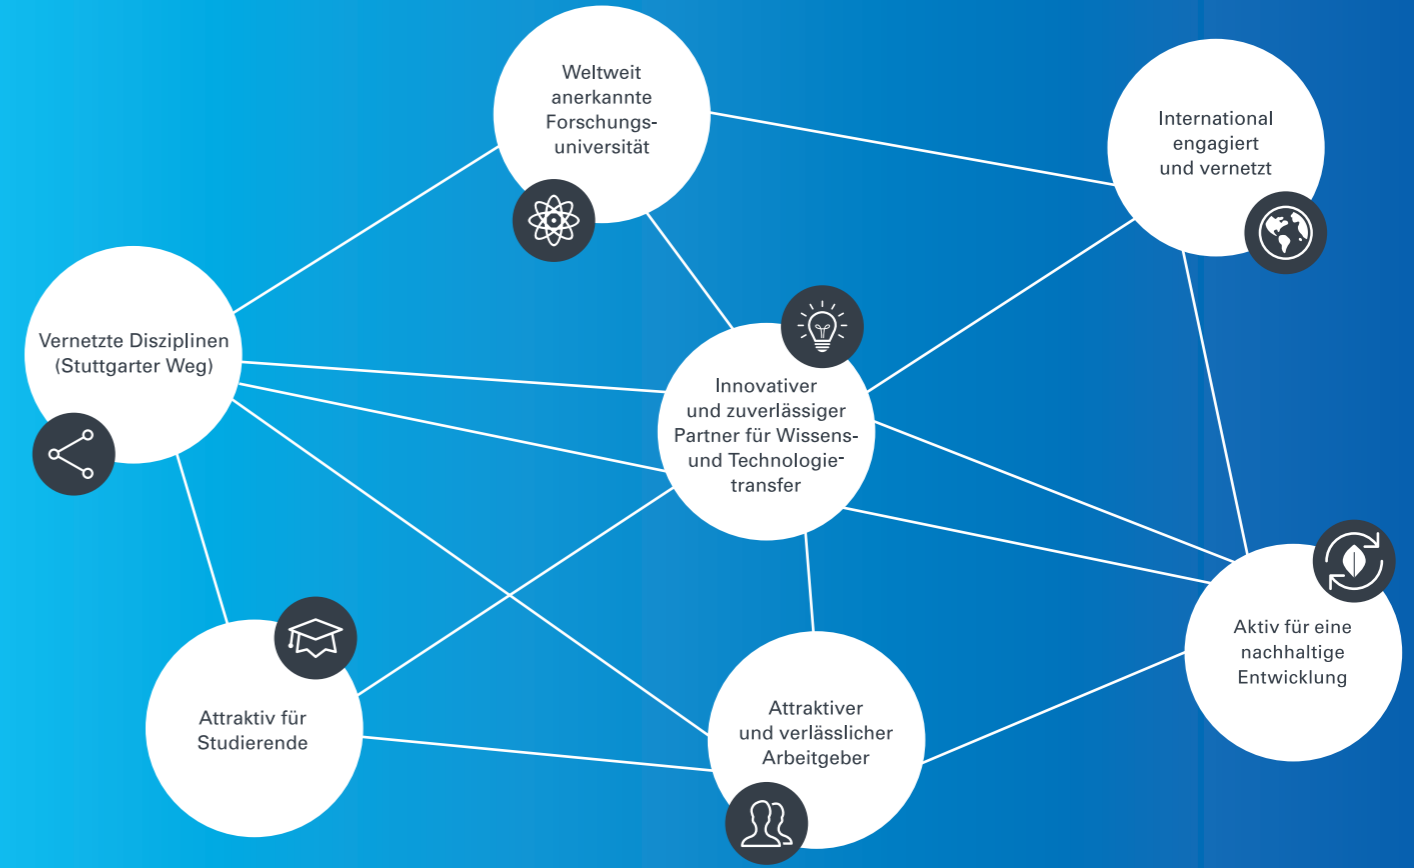 Weltweit
anerkannte
Forschungs-
universität
International
engagiert
und vernetzt
Vernetzte Disziplinen
(Stuttgarter Weg)
Innovativer
und zuverlässiger
Partner für Wissens-
und Technologie-
transfer
Aktiv für eine
nachhaltige
Entwicklung
Attraktiv für
Studierende
Attraktiver
und verlässlicher
Arbeitgeber